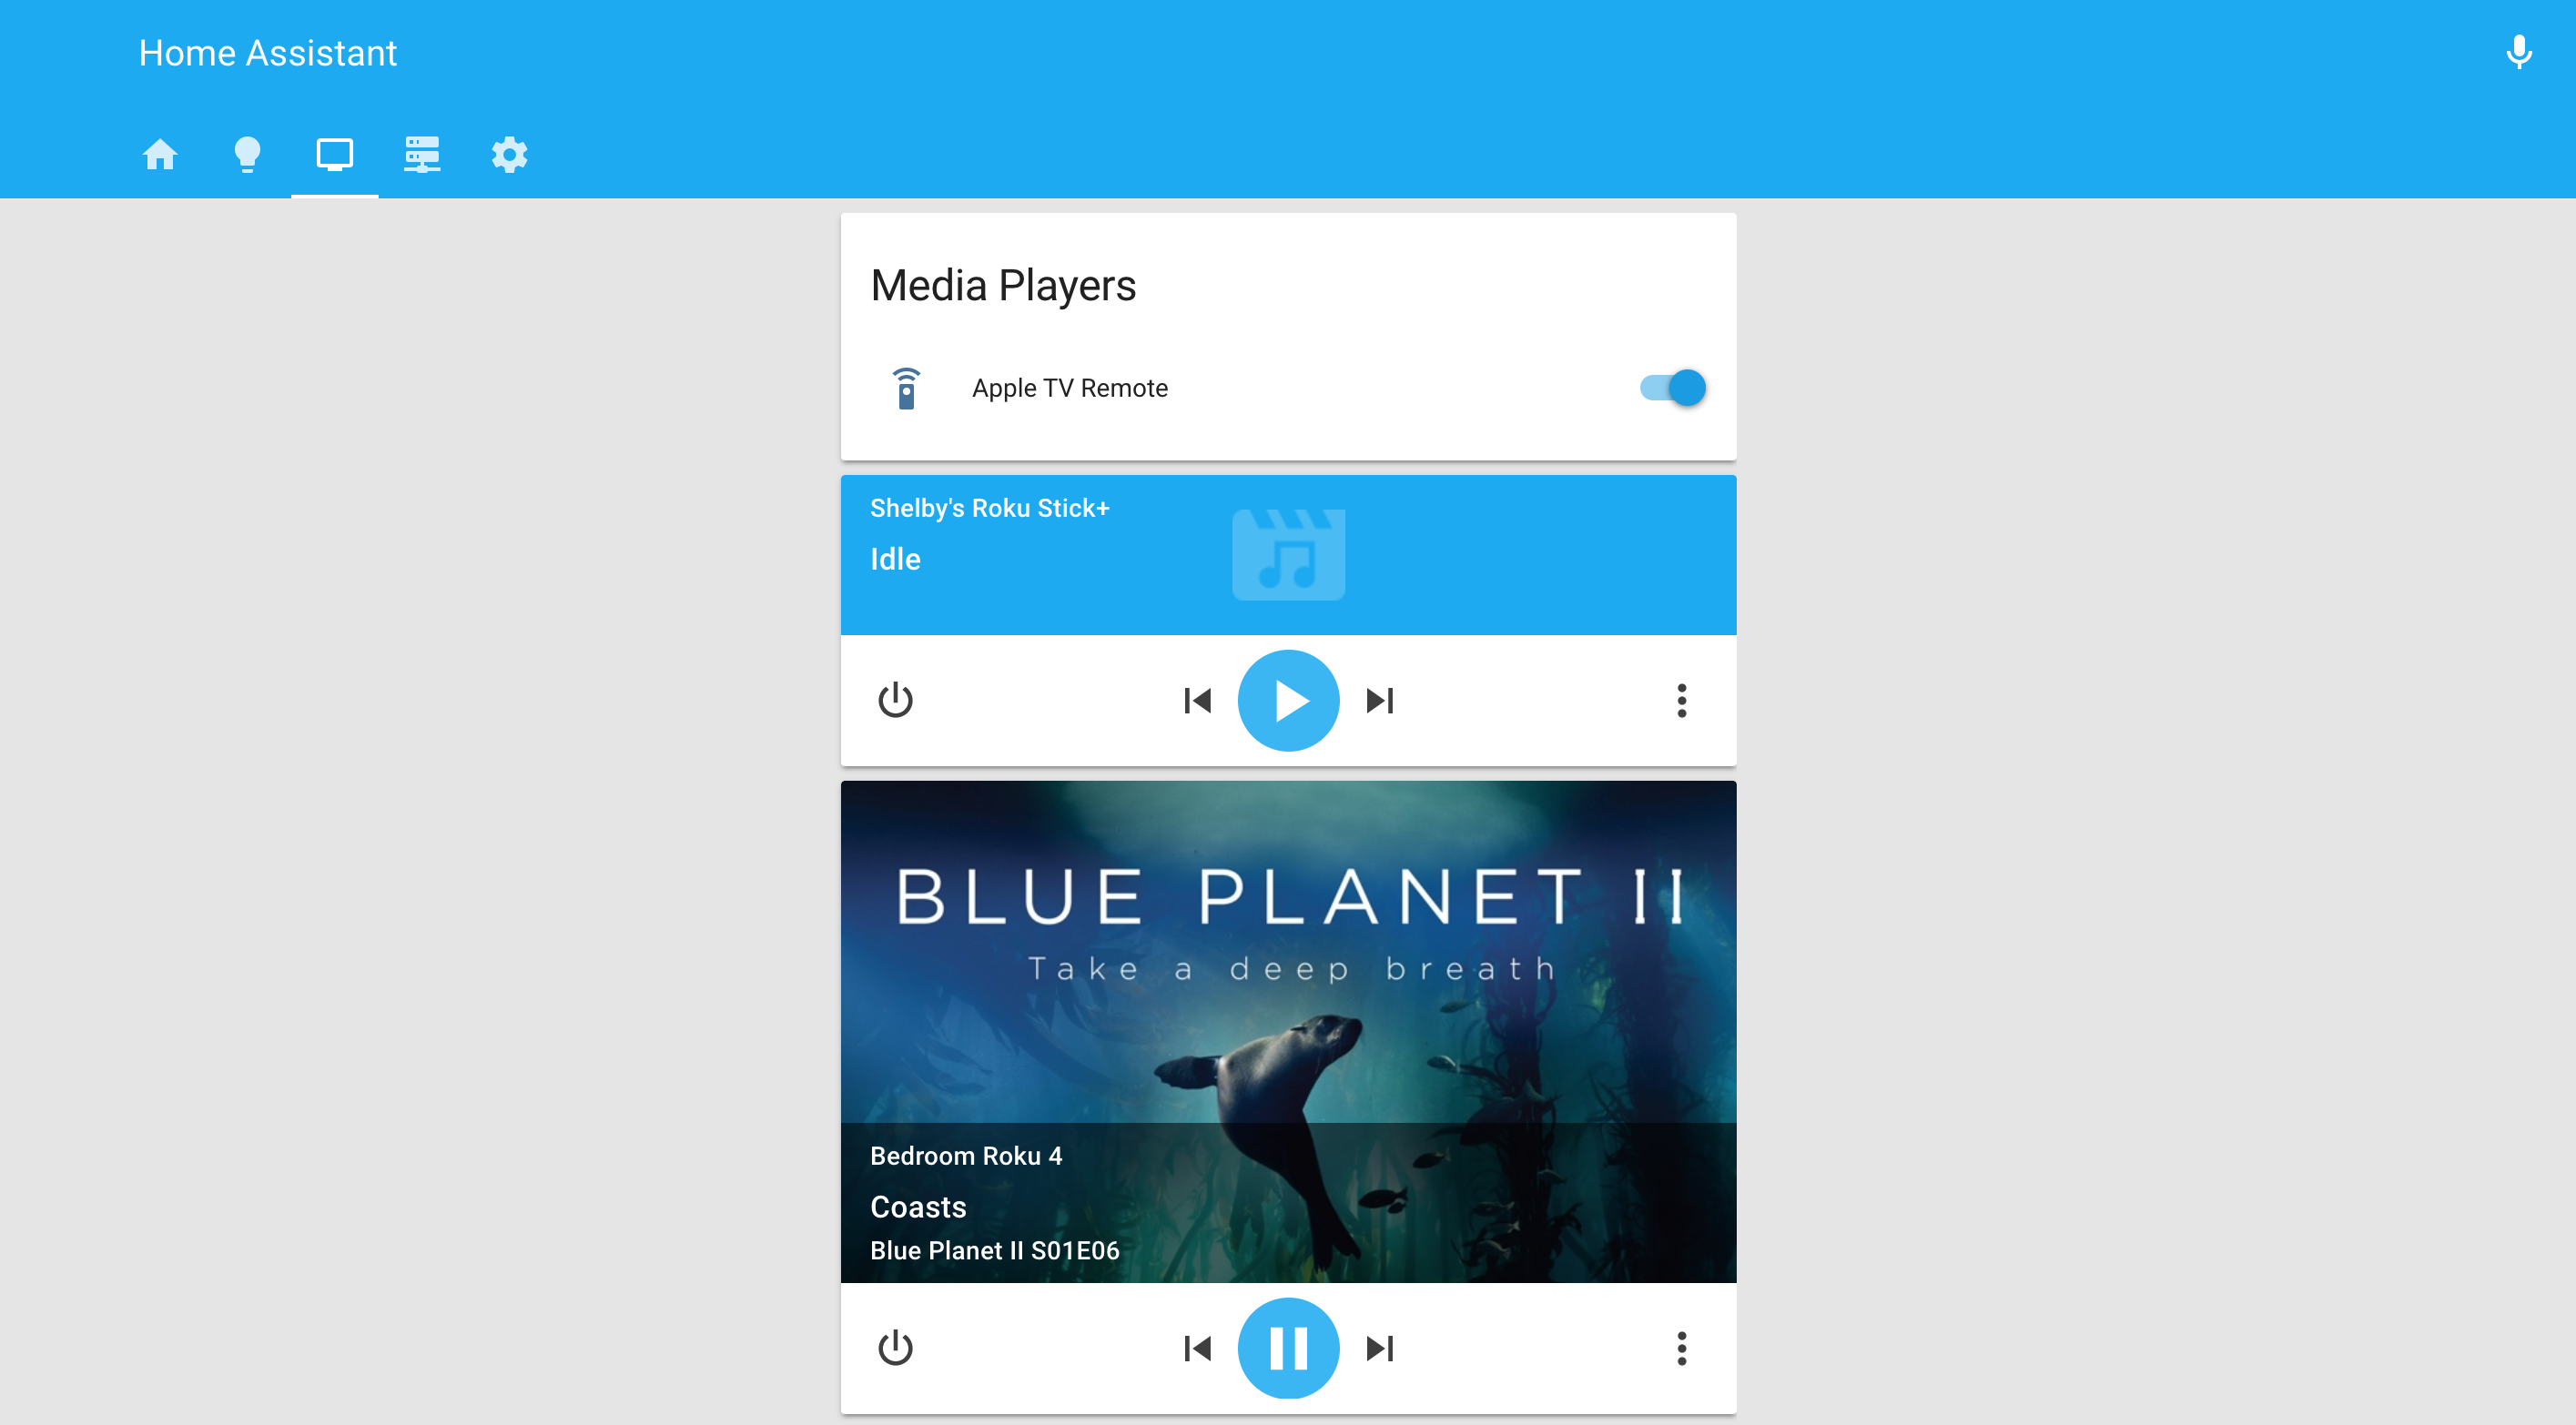 Home Assistant
Media Players
Apple TV Remote
Shelby's Roku Stick+
Idle
BLUE PLANET II
Take a deep breath
Bedroom Roku 4
Coasts
Blue Planet II S01E06